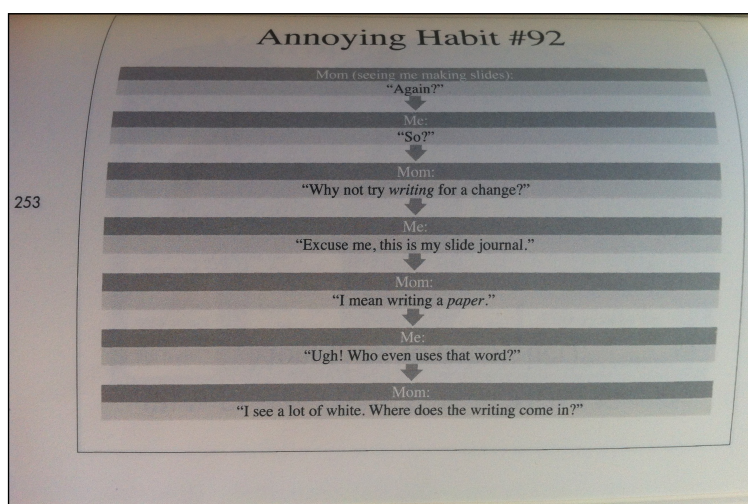 Annoying Habit #92
Mom (seeing me making slides):
“Again?”
Me:
“So?”
Mom:
“Why not try writing for a change?”
253
Me:
“Excuse me, this is my slide journal.”
Mom:
“I mean writing a paper.”
Me:
“Ugh! Who even uses that word?”
Mom:
“I see a lot of white. Where does the writing come in?”